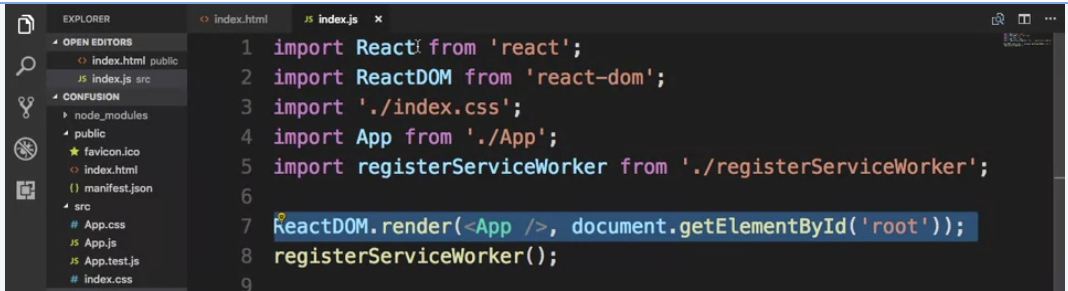 EXPLORER
OPEN EDITORS
<> index.html public
JS index.js src
CONFUSION
node_modules
public
favicon.ico
<> index.html
{} manifest.json
src
# App.css
JS App.js
JS App.test.js
# index.css
<> index.html
JS index.js ×
...
1 import React from 'react';
2 import ReactDOM from 'react-dom';
3 import './index.css';
4 import App from './App';
5 import registerServiceWorker from './registerServiceWorker';
6
7 ReactDOM.render(<App />, document.getElementById('root'));
8 registerServiceWorker();
9